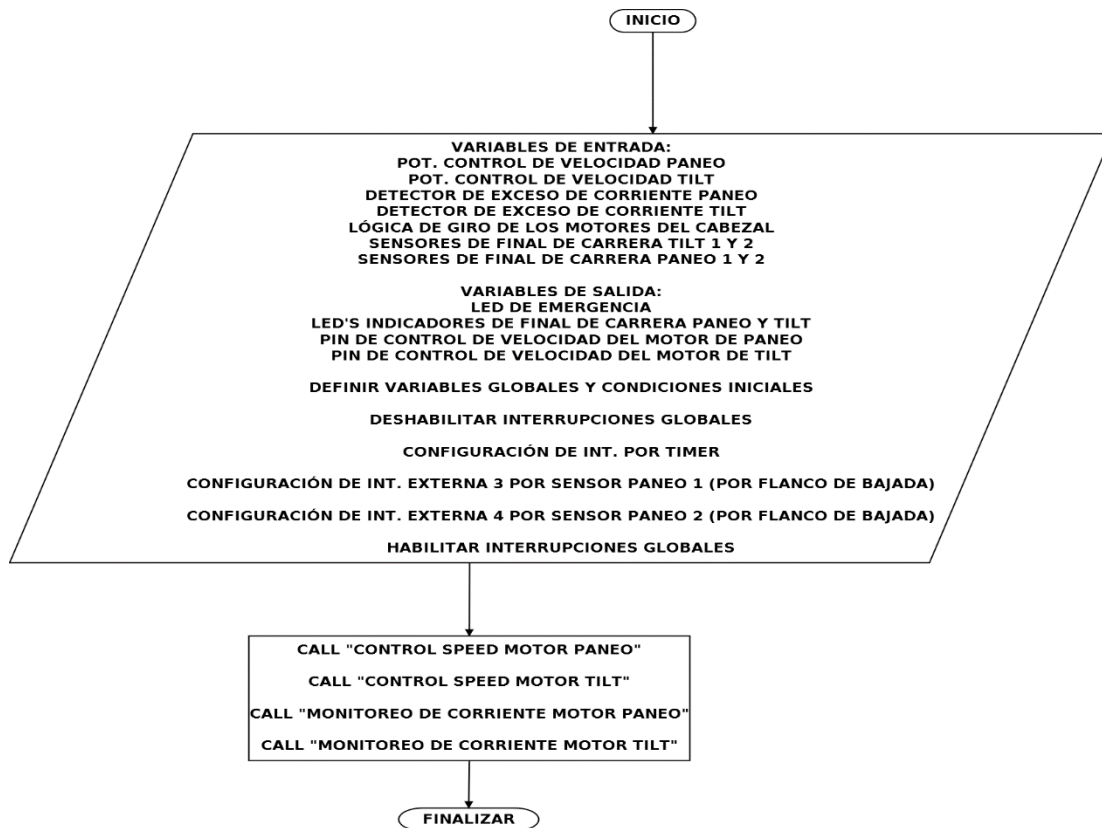 INICIO
VARIABLES DE ENTRADA:
POT. CONTROL DE VELOCIDAD PANEO
POT. CONTROL DE VELOCIDAD TILT
DETECTOR DE EXCESO DE CORRIENTE PANEO
DETECTOR DE EXCESO DE CORRIENTE TILT
LÓGICA DE GIRO DE LOS MOTORES DEL CABEZAL
SENSORES DE FINAL DE CARRERA TILT 1 Y 2
SENSORES DE FINAL DE CARRERA PANEO 1 Y 2
VARIABLES DE SALIDA:
LED DE EMERGENCIA
LED'S INDICADORES DE FINAL DE CARRERA PANEO Y TILT
PIN DE CONTROL DE VELOCIDAD DEL MOTOR DE PANEO
PIN DE CONTROL DE VELOCIDAD DEL MOTOR DE TILT
DEFINIR VARIABLES GLOBALES Y CONDICIONES INICIALES
DESHABILITAR INTERRUPCIONES GLOBALES
CONFIGURACIÓN DE INT. POR TIMER
CONFIGURACIÓN DE INT. EXTERNA 3 POR SENSOR PANEO 1 (POR FLANCO DE BAJADA)
CONFIGURACIÓN DE INT. EXTERNA 4 POR SENSOR PANEO 2 (POR FLANCO DE BAJADA)
HABILITAR INTERRUPCIONES GLOBALES
CALL "CONTROL SPEED MOTOR PANEO"
CALL "CONTROL SPEED MOTOR TILT"
CALL "MONITOREO DE CORRIENTE MOTOR PANEO"
CALL "MONITOREO DE CORRIENTE MOTOR TILT"
FINALIZAR